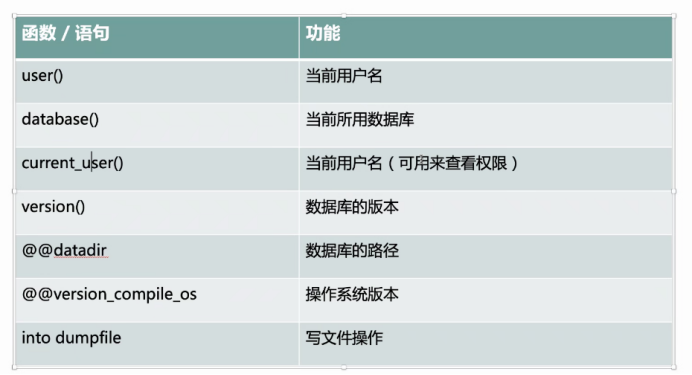 函数 / 语句 功能
user() 当前用户名
database() 当前所用数据库
current_user() 当前用户名（可用来查看权限）
version() 数据库的版本
@@datadir 数据库的路径
@@version_compile_os 操作系统版本
into dumpfile 写文件操作